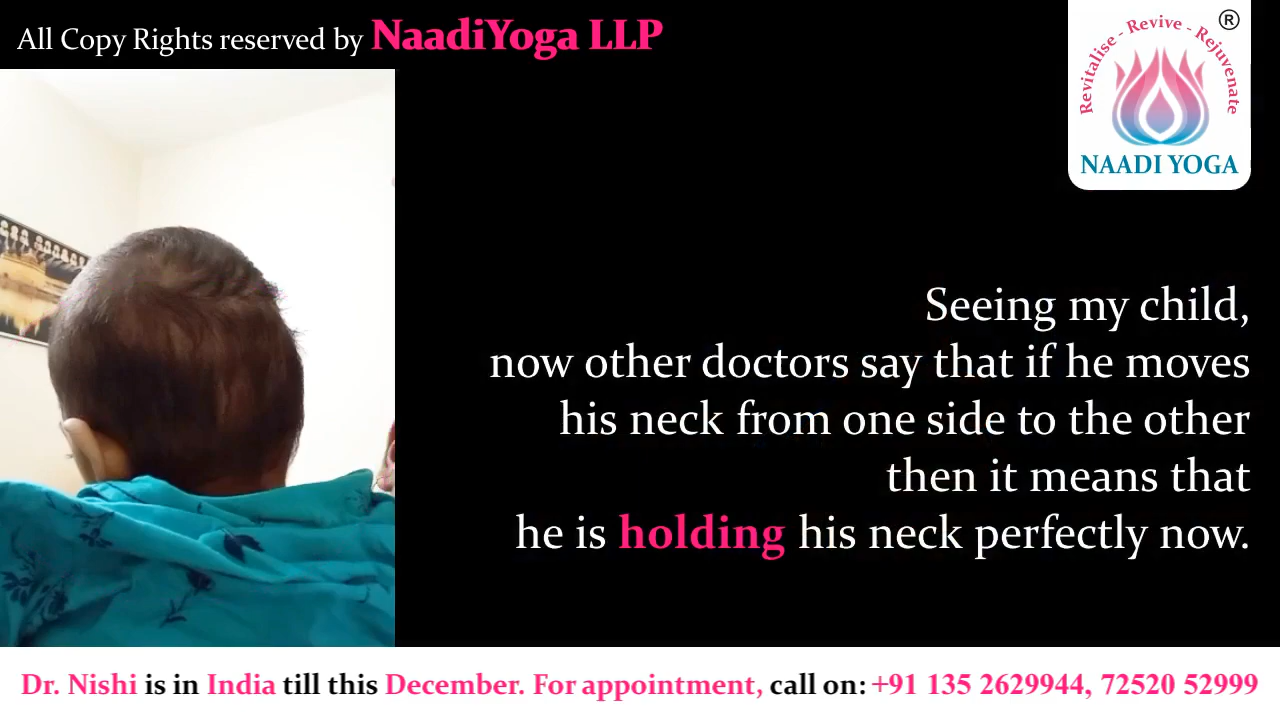 All Copy Rights reserved by NaadiYoga LLP
®
Revitalise - Revive - Rejuvenate
NAADI YOGA
Seeing my child,
now other doctors say that if he moves
his neck from one side to the other
then it means that
he is holding his neck perfectly now.
Dr. Nishi is in India till this December. For appointment, call on: +91 135 2629944, 72520 52999